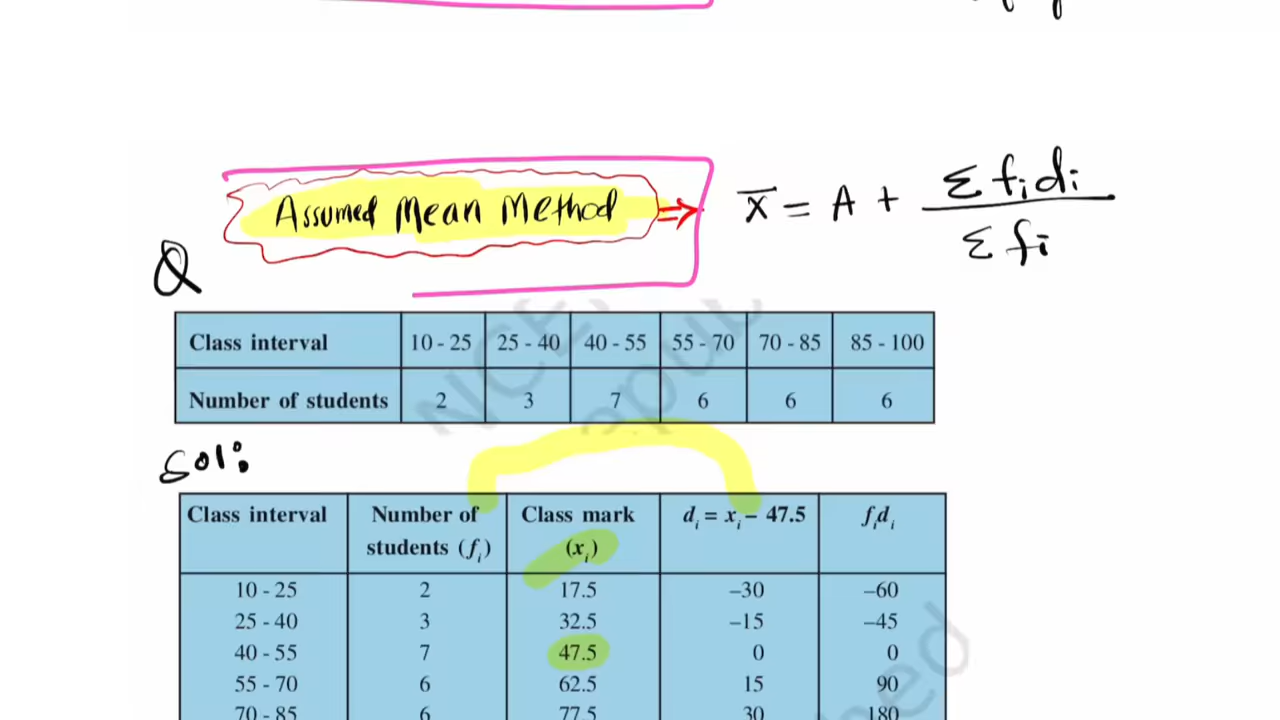 Assumed Mean Method ⇒ x̄ = A + Σ fidi / Σ fi
Q
Class interval 10 - 25 25 - 40 40 - 55 55 - 70 70 - 85 85 - 100
Number of students 2 3 7 6 6 6
Sol:
Class interval Number of students (fi) Class mark (xi) di = xi – 47.5 fidi
10 - 25 2 17.5 –30 –60
25 - 40 3 32.5 –15 –45
40 - 55 7 47.5 0 0
55 - 70 6 62.5 15 90
70 - 85 6 77.5 30 180